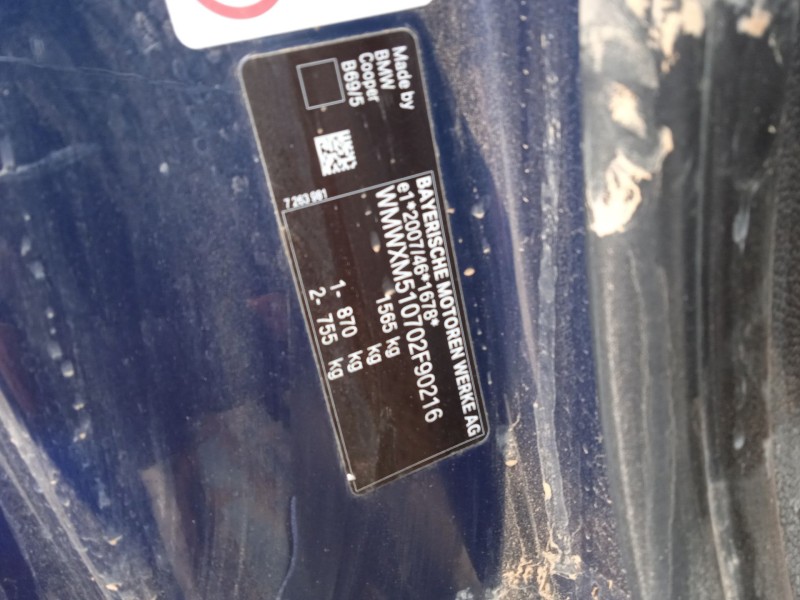 Made by
BMW
Cooper
B69/5
7 263 981
BAYERISCHE MOTOREN WERKE AG
e1*2007/46*1678*
WMWXM510702F90216
1565 kg
1- 870 kg
2- 755 kg